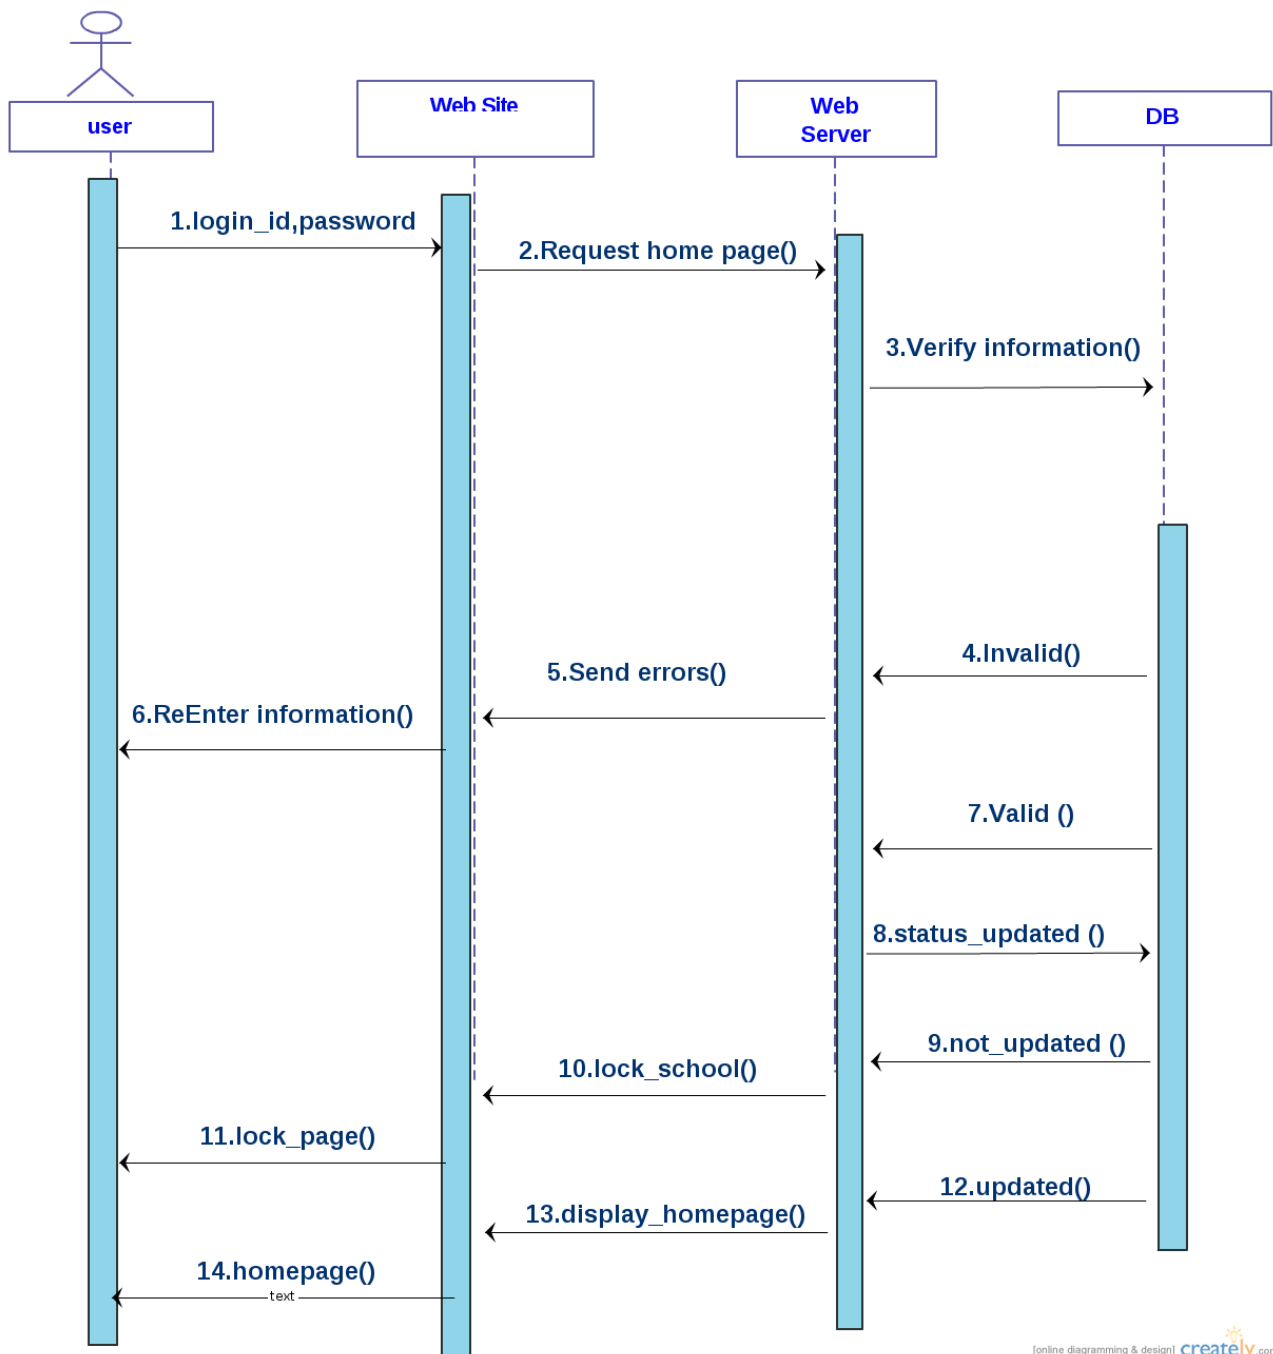 user
Web Site
Web
Server
DB
1.login_id,password
2.Request home page()
3.Verify information()
4.Invalid()
5.Send errors()
6.ReEnter information()
7.Valid ()
8.status_updated ()
9.not_updated ()
10.lock_school()
11.lock_page()
12.updated()
13.display_homepage()
14.homepage()
text
[online diagramming & design] creately.com